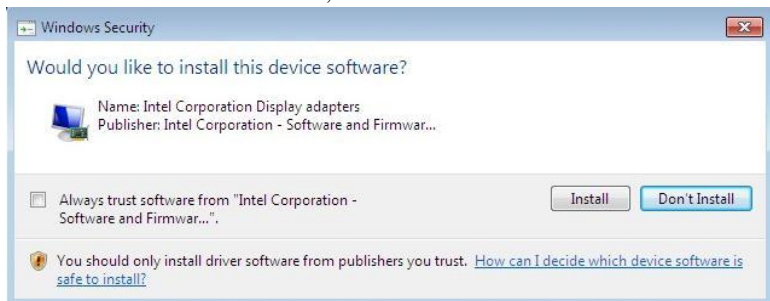 Windows Security
Would you like to install this device software?
Name: Intel Corporation Display adapters
Publisher: Intel Corporation - Software and Firmwar...
Always trust software from "Intel Corporation -
Software and Firmwar...".
Install
Don't Install
You should only install driver software from publishers you trust. How can I decide which device software is
safe to install?